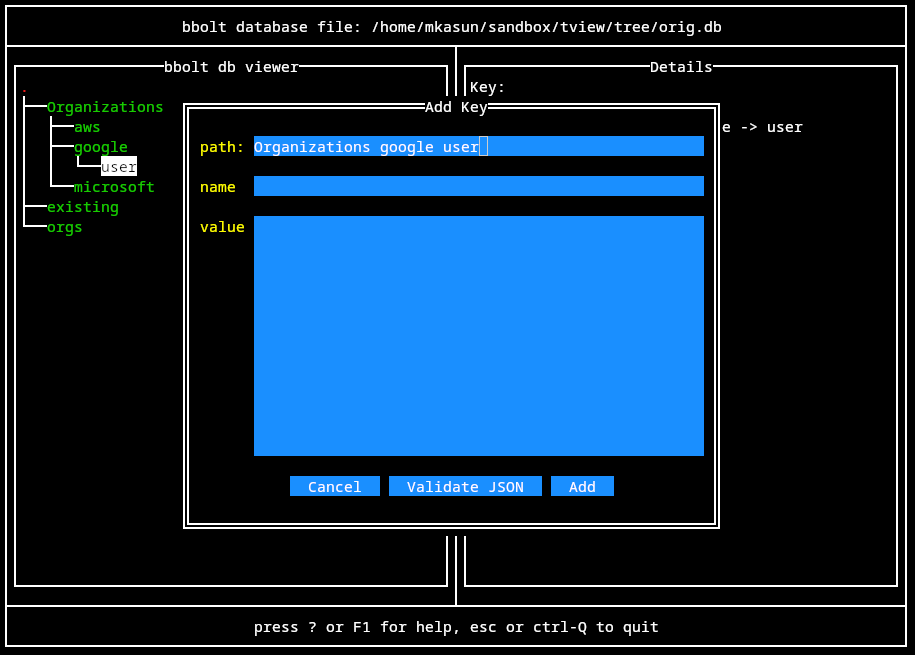 bbolt database file: /home/mkasun/sandbox/tview/tree/orig.db
bbolt db viewer
Details
.
Key:
Organizations
Add Key
aws
e -> user
google
path: Organizations google user
user
microsoft
name
existing
orgs
value
Cancel Validate JSON Add
press ? or F1 for help, esc or ctrl-Q to quit